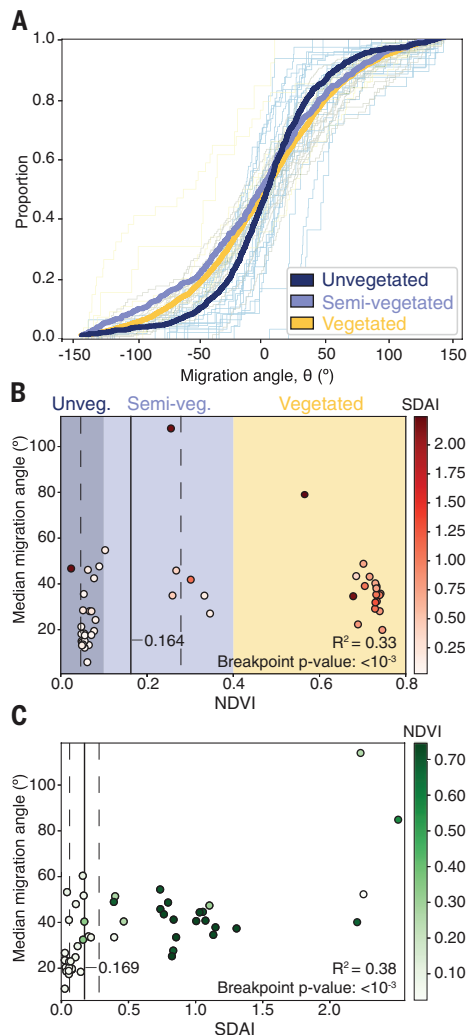 A
1.0
0.8
0.6
0.4
0.2
0.0
Proportion
Unvegetated
Semi-vegetated
Vegetated
-150
-100
-50
0
50
100
150
Migration angle, θ (º)
B
Unveg.
Semi-veg.
Vegetated
SDAI
100
80
60
40
20
Median migration angle (º)
−0.164
R² = 0.33
Breakpoint p-value: <10⁻³
0.0
0.2
0.4
0.6
0.8
NDVI
2.00
1.75
1.50
1.25
1.00
0.75
0.50
0.25
C
NDVI
100
80
60
40
20
Median migration angle (º)
−0.169
R² = 0.38
Breakpoint p-value: <10⁻³
0.0
0.5
1.0
1.5
2.0
SDAI
0.70
0.60
0.50
0.40
0.30
0.20
0.10